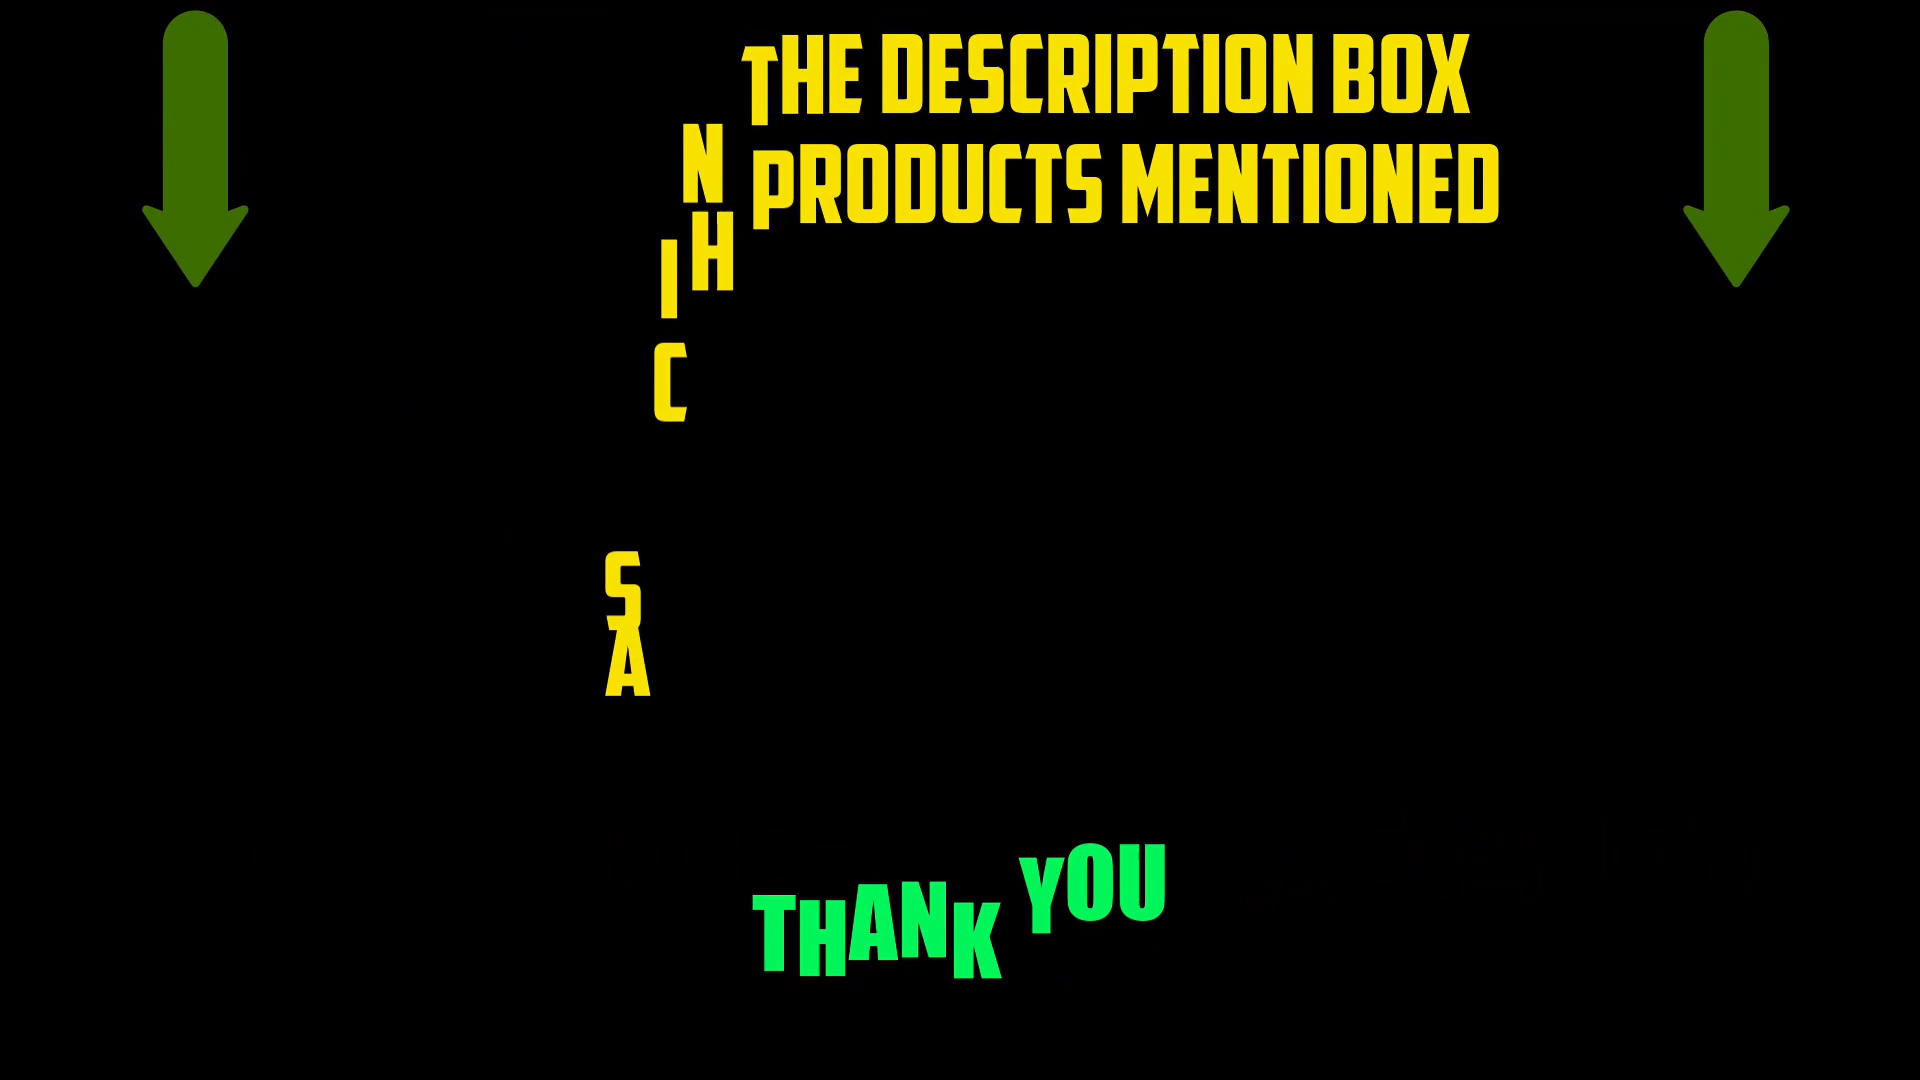 THE DESCRIPTION BOX
N PRODUCTS MENTIONED
H
I
C
S
A
THANK YOU